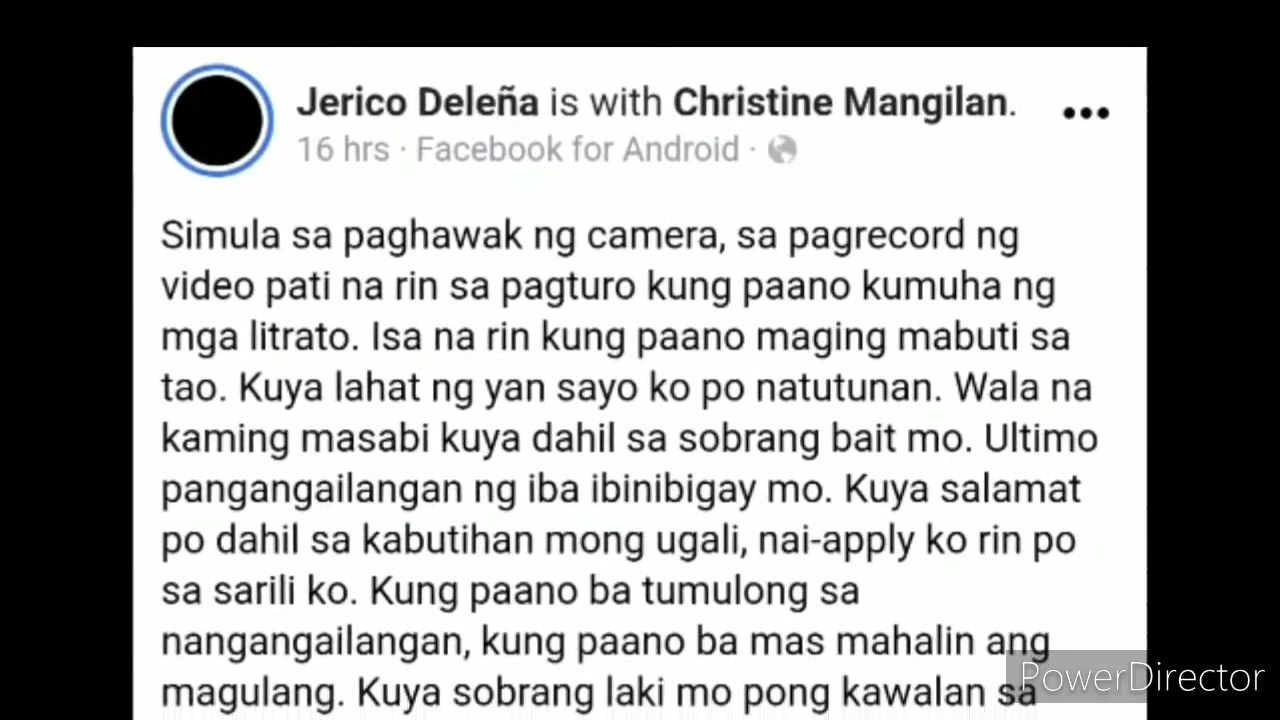 Jerico Deleña is with Christine Mangilan.
16 hrs · Facebook for Android ·
Simula sa paghawak ng camera, sa pagrecord ng
video pati na rin sa pagturo kung paano kumuha ng
mga litrato. Isa na rin kung paano maging mabuti sa
tao. Kuya lahat ng yan sayo ko po natutunan. Wala na
kaming masabi kuya dahil sa sobrang bait mo. Ultimo
pangangailangan ng iba ibinibigay mo. Kuya salamat
po dahil sa kabutihan mong ugali, nai-apply ko rin po
sa sarili ko. Kung paano ba tumulong sa
nangangailangan, kung paano ba mas mahalin ang
magulang. Kuya sobrang laki mo pong kawalan sa
PowerDirector